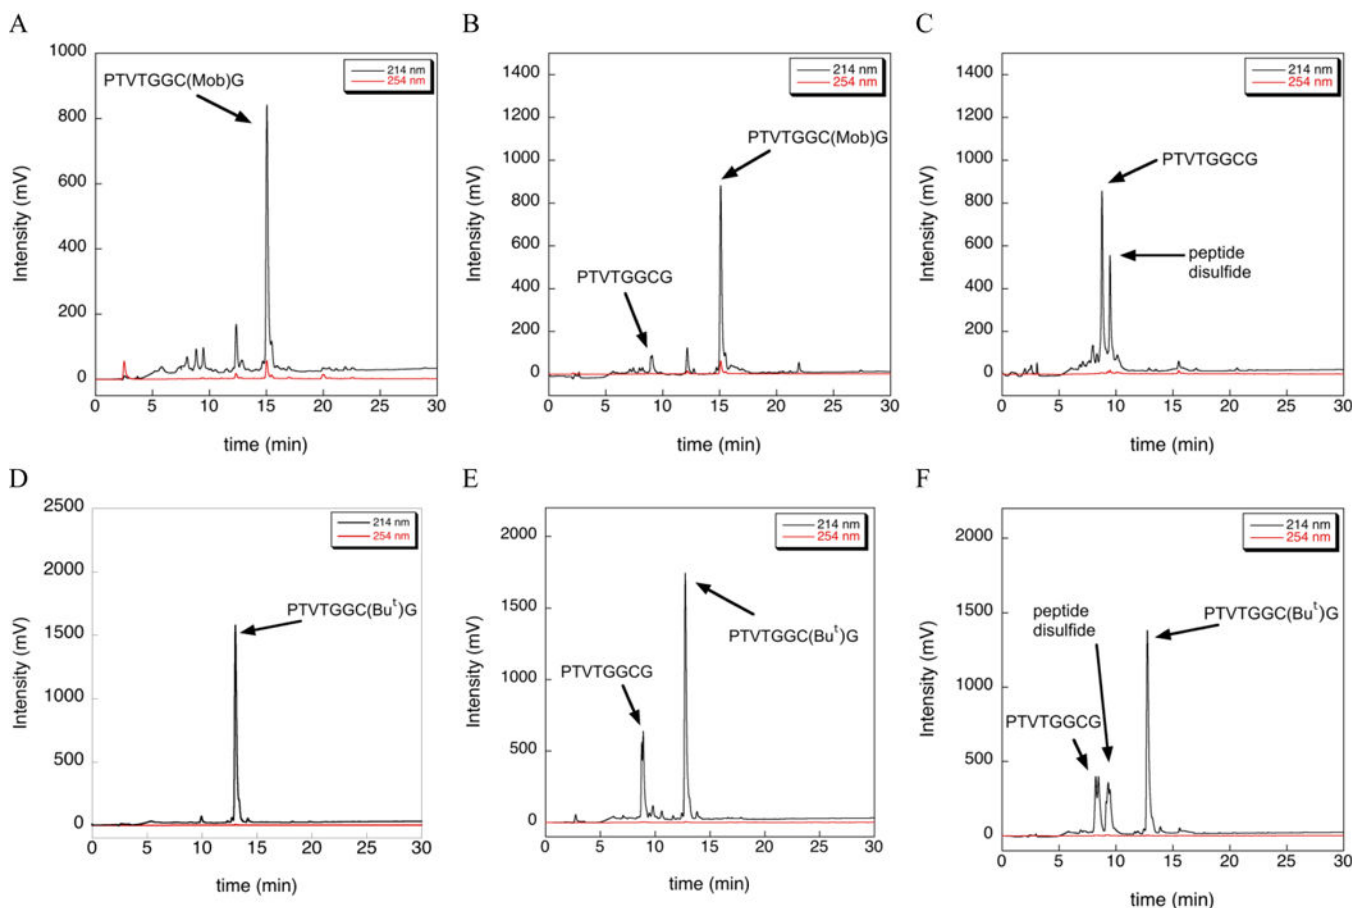 A
1000
800
600
400
200
0
Intensity (mV)
PTVTGGC(Mob)G
214 nm
254 nm
0 5 10 15 20 25 30
time (min)
B
1400
1200
1000
800
600
400
200
0
Intensity (mV)
PTVTGGC(Mob)G
PTVTGGCG
214 nm
254 nm
0 5 10 15 20 25 30
time (min)
C
1400
1200
1000
800
600
400
200
0
Intensity (mV)
PTVTGGCG
peptide
disulfide
214 nm
254 nm
0 5 10 15 20 25 30
time (min)
D
2500
2000
1500
1000
500
0
Intensity (mV)
PTVTGGC(Buᵗ)G
214 nm
254 nm
0 5 10 15 20 25 30
time (min)
E
2000
1500
1000
500
0
Intensity (mV)
PTVTGGCG
PTVTGGC(Buᵗ)G
214 nm
254 nm
0 5 10 15 20 25 30
time (min)
F
2000
1500
1000
500
0
Intensity (mV)
peptide
disulfide
PTVTGGC(Buᵗ)G
PTVTGGCG
214 nm
254 nm
0 5 10 15 20 25 30
time (min)